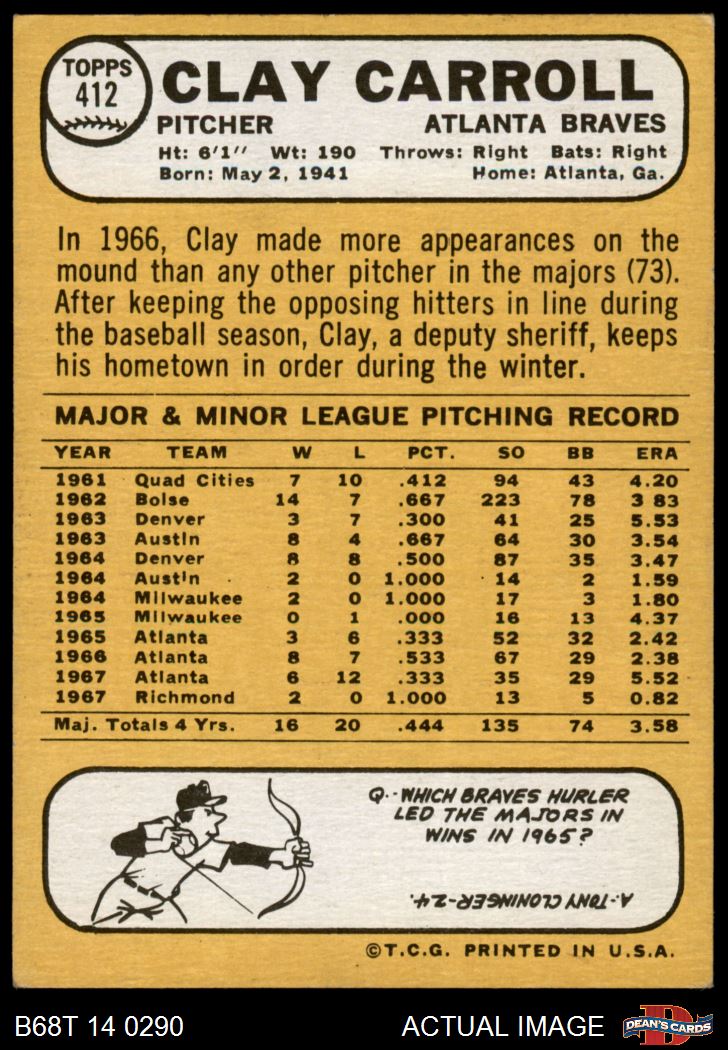 TOPPS
412
CLAY CARROLL
PITCHER ATLANTA BRAVES
Ht: 6'1″ Wt: 190 Throws: Right Bats: Right
Born: May 2, 1941 Home: Atlanta, Ga.
In 1966, Clay made more appearances on the
mound than any other pitcher in the majors (73).
After keeping the opposing hitters in line during
the baseball season, Clay, a deputy sheriff, keeps
his hometown in order during the winter.
MAJOR & MINOR LEAGUE PITCHING RECORD
YEAR TEAM W L PCT. SO BB ERA
1961 Quad Cities 7 10 .412 94 43 4.20
1962 Boise 14 7 .667 223 78 3 83
1963 Denver 3 7 .300 41 25 5.53
1963 Austin 8 4 .667 64 30 3.54
1964 Denver 8 8 .500 87 35 3.47
1964 Austin 2 0 1.000 14 2 1.59
1964 Milwaukee 2 0 1.000 17 3 1.80
1965 Milwaukee 0 1 .000 16 13 4.37
1965 Atlanta 3 6 .333 52 32 2.42
1966 Atlanta 8 7 .533 67 29 2.38
1967 Atlanta 6 12 .333 35 29 5.52
1967 Richmond 2 0 1.000 13 5 0.82
Maj. Totals 4 Yrs. 16 20 .444 135 74 3.58
Q.-WHICH BRAVES HURLER
LED THE MAJORS IN
WINS IN 1965?
A-TONY CLONINGER-24.
©T.C.G. PRINTED IN U.S.A.
B68T 14 0290 ACTUAL IMAGE
D
DEAN'S CARDS